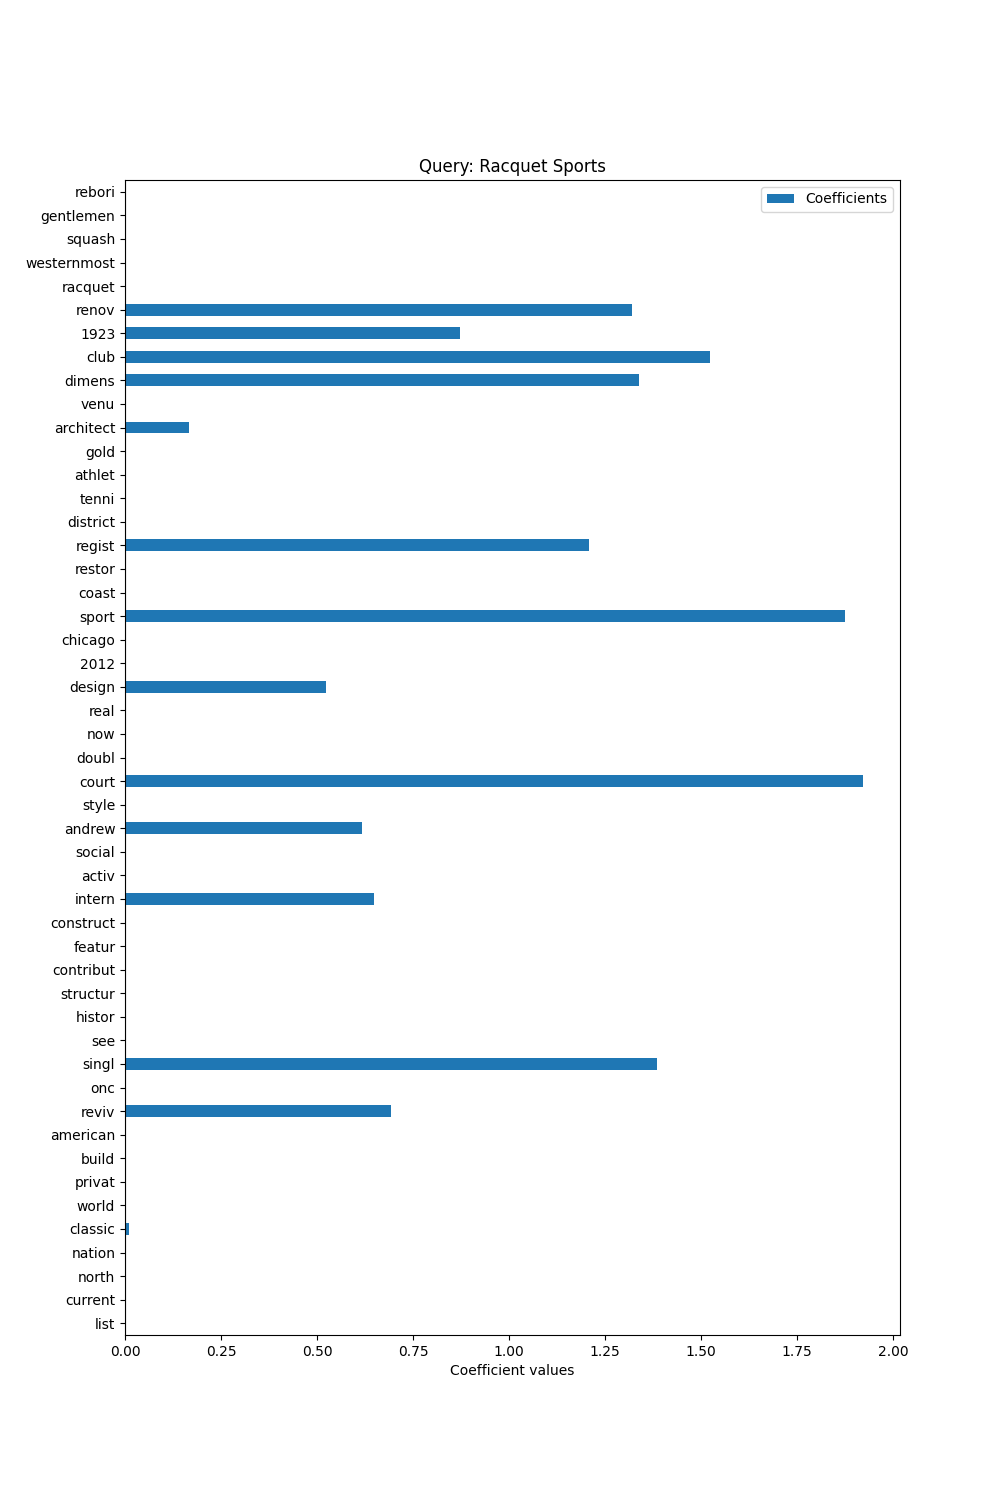 Query: Racquet Sports
Coefficients
rebori
gentlemen
squash
westernmost
racquet
renov
1923
club
dimens
venu
architect
gold
athlet
tenni
district
regist
restor
coast
sport
chicago
2012
design
real
now
doubl
court
style
andrew
social
activ
intern
construct
featur
contribut
structur
histor
see
singl
onc
reviv
american
build
privat
world
classic
nation
north
current
list
0.00 0.25 0.50 0.75 1.00 1.25 1.50 1.75 2.00
Coefficient values